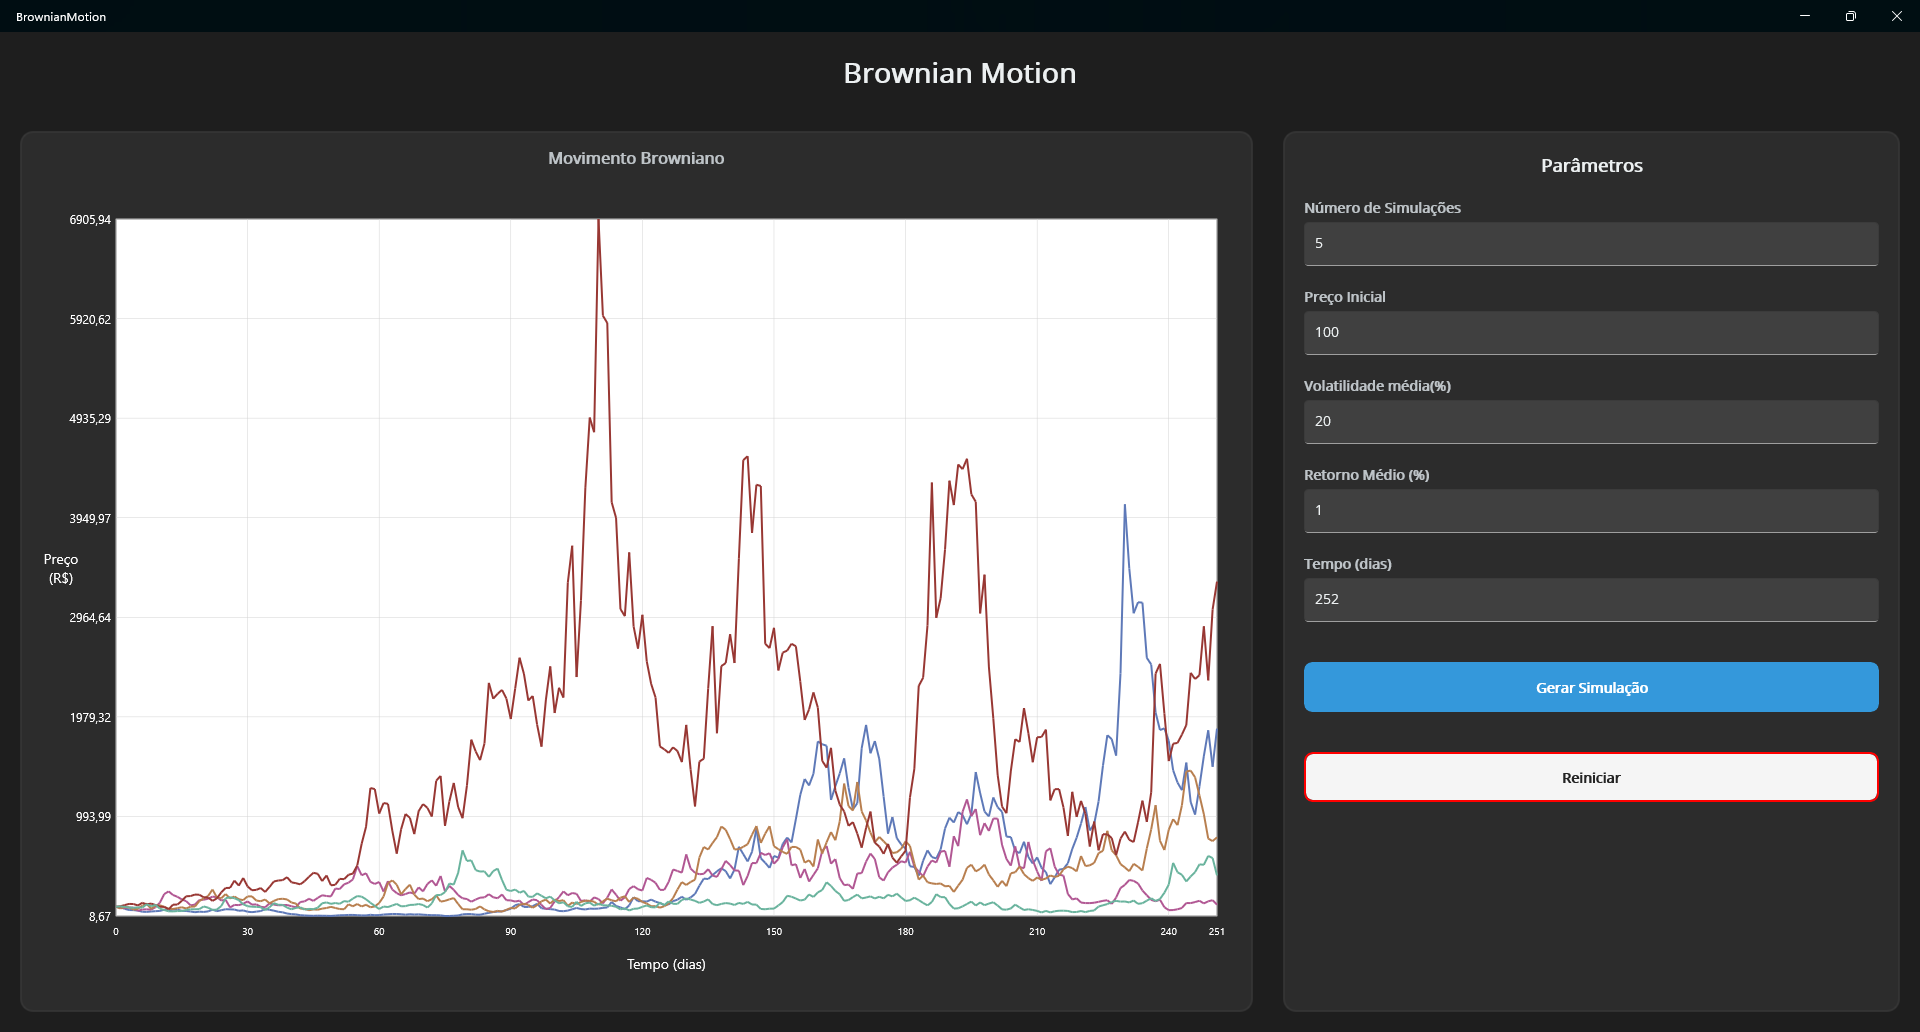 BrownianMotion
Brownian Motion
Movimento Browniano
6905,94
5920,62
4935,29
3949,97
Preço
(R$)
2964,64
1979,32
993,99
8,67
0 30 60 90 120 150 180 210 240 251
Tempo (dias)
Parâmetros
Número de Simulações
5
Preço Inicial
100
Volatilidade média(%)
20
Retorno Médio (%)
1
Tempo (dias)
252
Gerar Simulação
Reiniciar